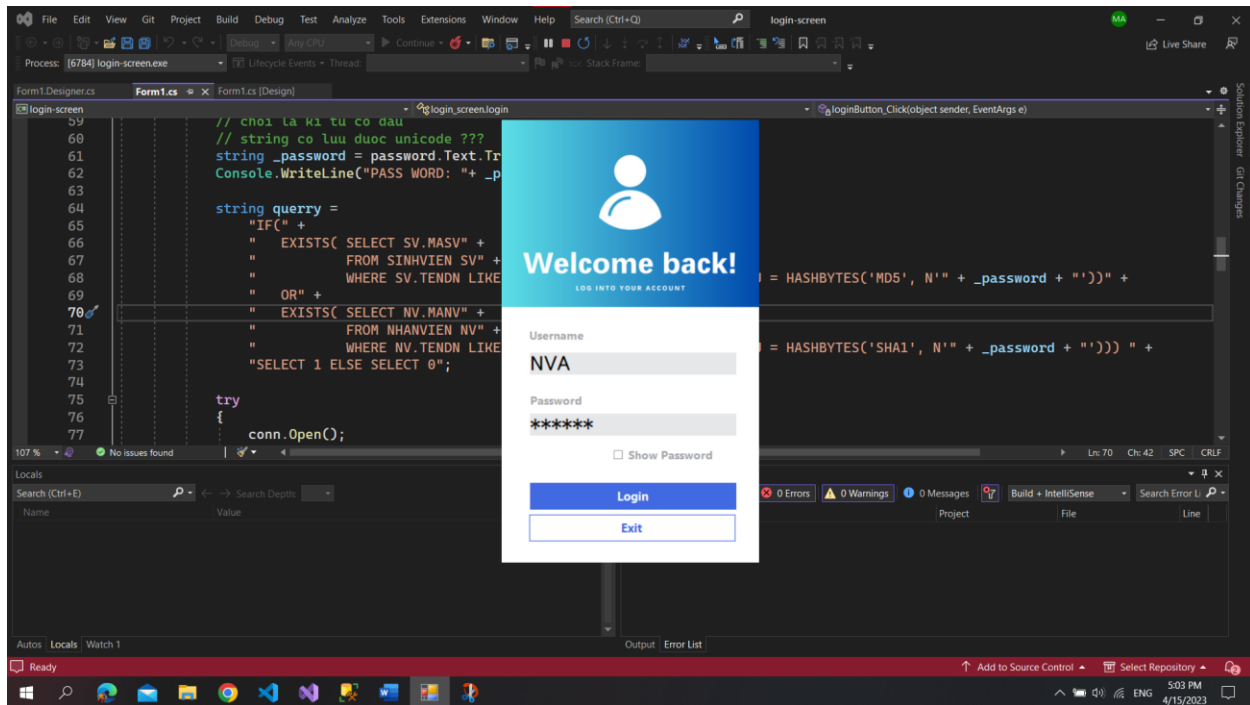 File Edit View Git Project Build Debug Test Analyze Tools Extensions Window Help Search (Ctrl+Q) login-screen MA
Debug Any CPU Continue Live Share
Process: [6784] login-screen.exe Lifecycle Events Thread: Stack Frame:
Form1.Designer.cs Form1.cs Form1.cs [Design]
login-screen login_screen.login loginButton_Click(object sender, EventArgs e)
Solution Explorer
Git Changes
59 // choi la ki tu co dau
60 // string co luu duoc unicode ???
61 string _password = password.Text.Tr
62 Console.WriteLine("PASS WORD: "+ _p
63
64 string querry =
65 "IF(" +
66 " EXISTS( SELECT SV.MASV" +
67 " FROM SINHVIEN SV" +
68 " WHERE SV.TENDN LIKE = HASHBYTES('MD5', N'" + _password + "'))" +
69 " OR" +
70 " EXISTS( SELECT NV.MANV" +
71 " FROM NHANVIEN NV" +
72 " WHERE NV.TENDN LIKE = HASHBYTES('SHA1', N'" + _password + "'))) " +
73 "SELECT 1 ELSE SELECT 0";
74
75 try
76 {
77 conn.Open();
Welcome back!
LOG INTO YOUR ACCOUNT
Username
NVA
Password
******
Show Password
Login
Exit
107 % No issues found Ln: 70 Ch: 42 SPC CRLF
Locals
Search (Ctrl+E) Search Depth:
Name Value
0 Errors 0 Warnings 0 Messages Build + IntelliSense Search Error Li
Project File Line
Autos Locals Watch 1
Output Error List
Ready Add to Source Control Select Repository 2
ENG 5:03 PM
4/15/2023